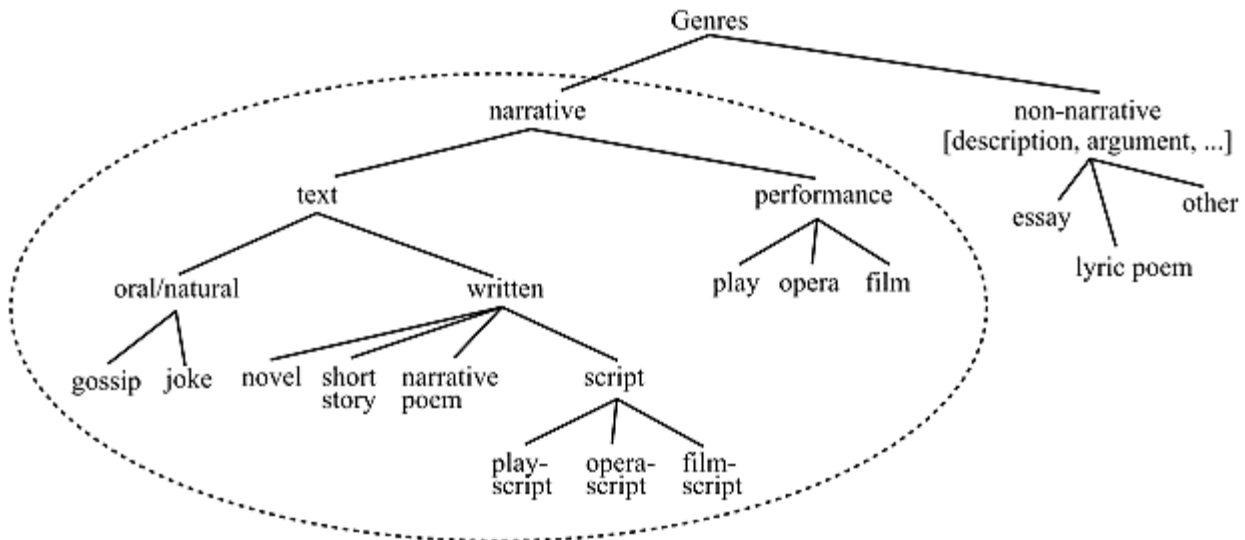 Genres
narrative
non-narrative
[description, argument, ...]
text
performance
essay
other
lyric poem
oral/natural
written
play
opera
film
gossip
joke
novel
short
story
narrative
poem
script
play-
script
opera-
script
film-
script